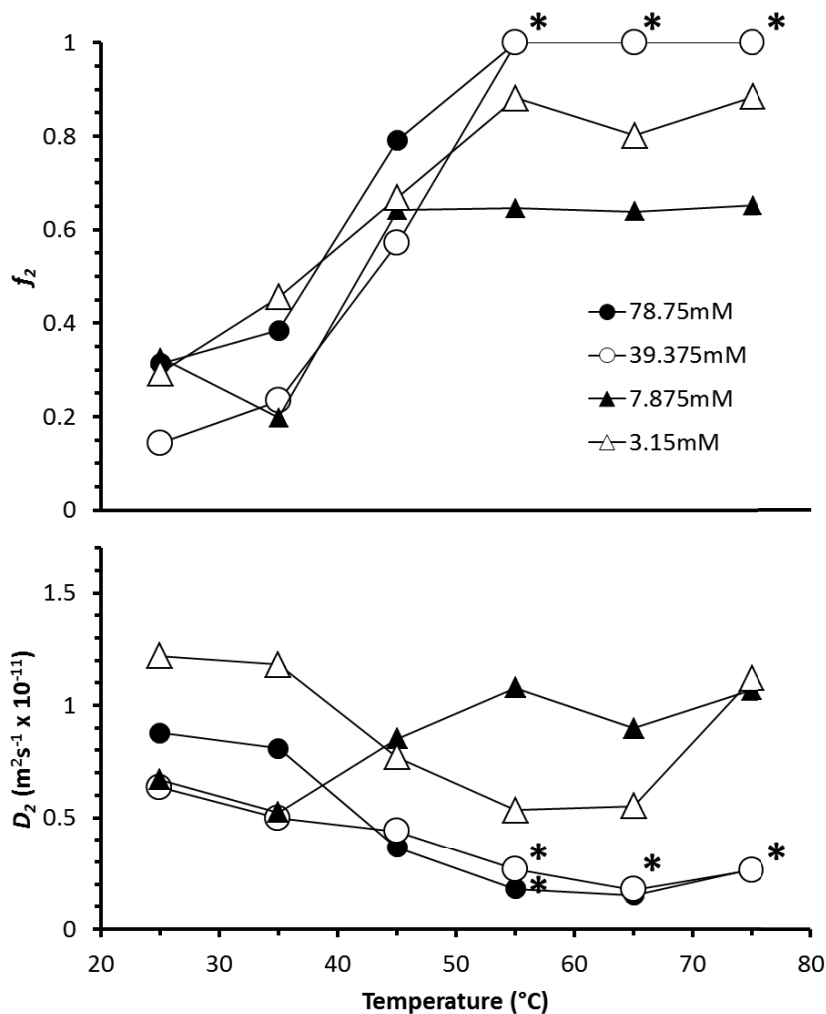 * * *
1
0.8
0.6
0.4
0.2
0
f₂
78.75mM
39.375mM
7.875mM
3.15mM
1.5
1
0.5
0
D₂ (m²s⁻¹ x 10⁻¹¹)
* * *
*
20 30 40 50 60 70 80
Temperature (°C)